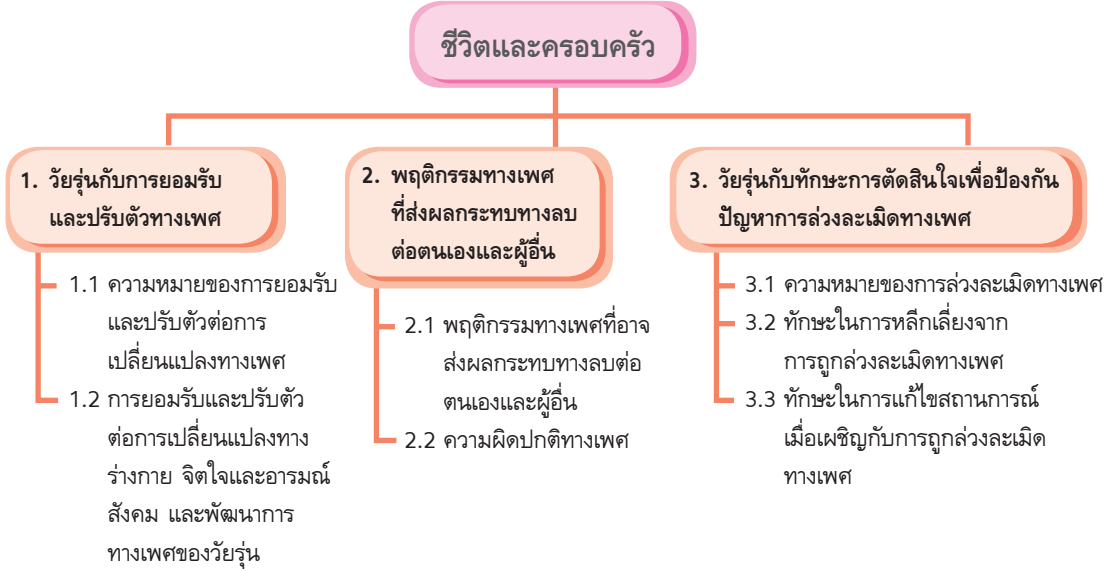 ชีวิตและครอบครัว
1. วัยรุ่นกับการยอมรับ
และปรับตัวทางเพศ
1.1 ความหมายของการยอมรับ
และปรับตัวต่อการ
เปลี่ยนแปลงทางเพศ
1.2 การยอมรับและปรับตัว
ต่อการเปลี่ยนแปลงทาง
ร่างกาย จิตใจและอารมณ์
สังคม และพัฒนาการ
ทางเพศของวัยรุ่น
2. พฤติกรรมทางเพศ
ที่ส่งผลกระทบทางลบ
ต่อตนเองและผู้อื่น
2.1 พฤติกรรมทางเพศที่อาจ
ส่งผลกระทบทางลบต่อ
ตนเองและผู้อื่น
2.2 ความผิดปกติทางเพศ
3. วัยรุ่นกับทักษะการตัดสินใจเพื่อป้องกัน
ปัญหาการล่วงละเมิดทางเพศ
3.1 ความหมายของการล่วงละเมิดทางเพศ
3.2 ทักษะในการหลีกเลี่ยงจาก
การถูกล่วงละเมิดทางเพศ
3.3 ทักษะในการแก้ไขสถานการณ์
เมื่อเผชิญกับการถูกล่วงละเมิด
ทางเพศ